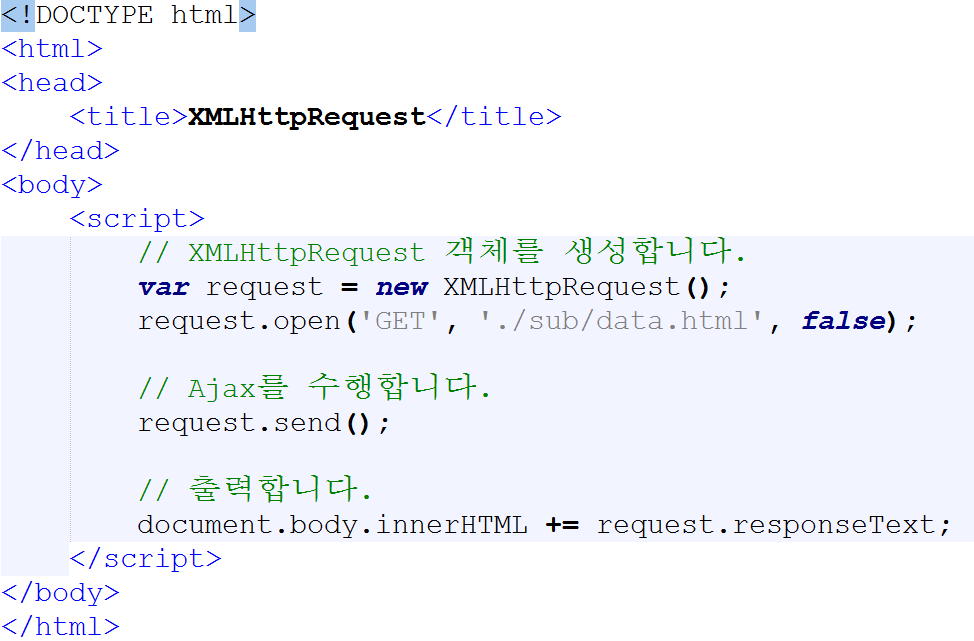 <!DOCTYPE html>
<html>
<head>
    <title>XMLHttpRequest</title>
</head>
<body>
    <script>
        // XMLHttpRequest 객체를 생성합니다.
        var request = new XMLHttpRequest();
        request.open('GET', './sub/data.html', false);

        // Ajax를 수행합니다.
        request.send();

        // 출력합니다.
        document.body.innerHTML += request.responseText;
    </script>
</body>
</html>